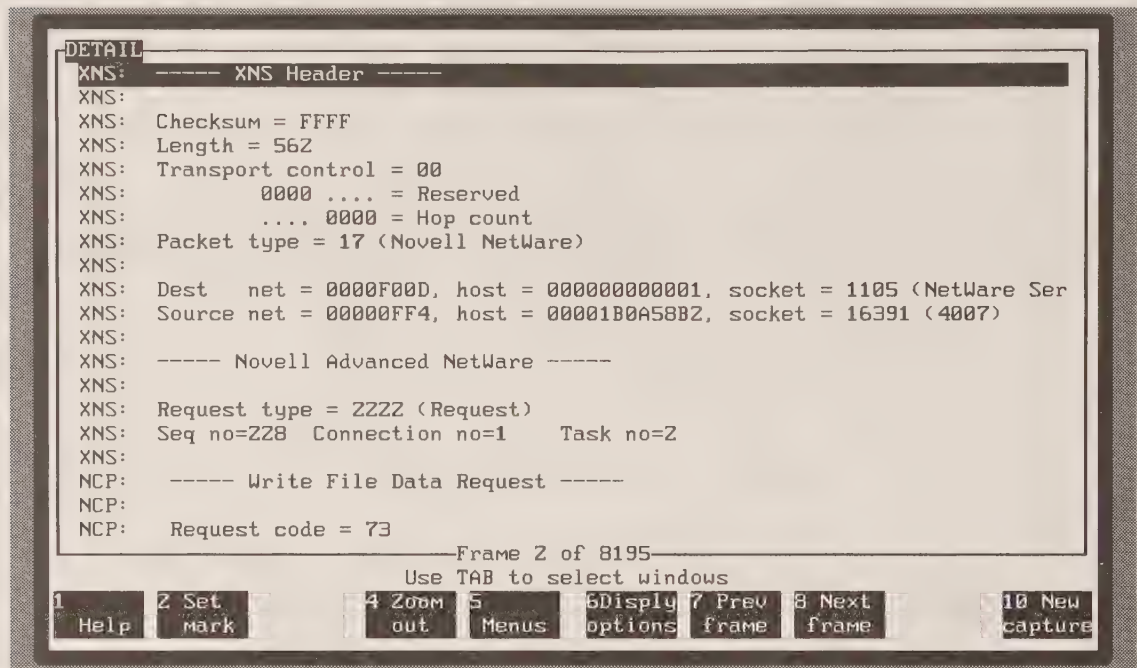 DETAIL
XNS: ----- XNS Header -----
XNS:
XNS: Checksum = FFFF
XNS: Length = 562
XNS: Transport control = 00
XNS: 0000 .... = Reserved
XNS: .... 0000 = Hop count
XNS: Packet type = 17 (Novell NetWare)
XNS:
XNS: Dest net = 0000F00D, host = 000000000001, socket = 1105 (NetWare Ser
XNS: Source net = 00000FF4, host = 00001B0A58B2, socket = 16391 (4007)
XNS:
XNS: ----- Novell Advanced NetWare -----
XNS:
XNS: Request type = 2222 (Request)
XNS: Seq no=228 Connection no=1 Task no=2
XNS:
NCP: ----- Write File Data Request -----
NCP:
NCP: Request code = 73
Frame 2 of 8195
Use TAB to select windows
1 Help
2 Set mark
4 Zoom out
5 Menus
6Disply options
7 Prev frame
8 Next frame
10 New capture